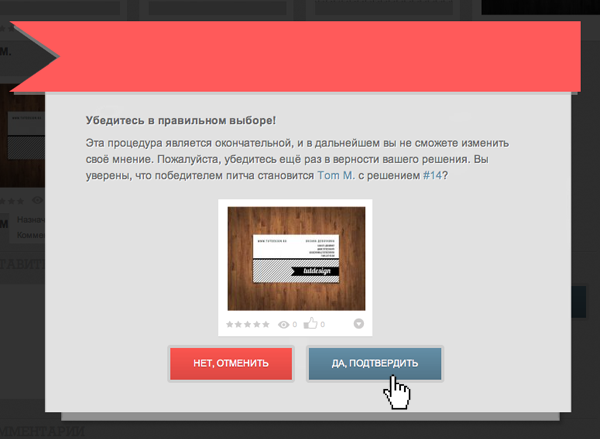 М.
Убедитесь в правильном выборе!
Эта процедура является окончательной, и в дальнейшем вы не сможете изменить
своё мнение. Пожалуйста, убедитесь ещё раз в верности вашего решения. Вы
уверены, что победителем питча становится Tom M. с решением #14?
tutdesign
0 0
НЕТ, ОТМЕНИТЬ
ДА, ПОДТВЕРДИТЬ